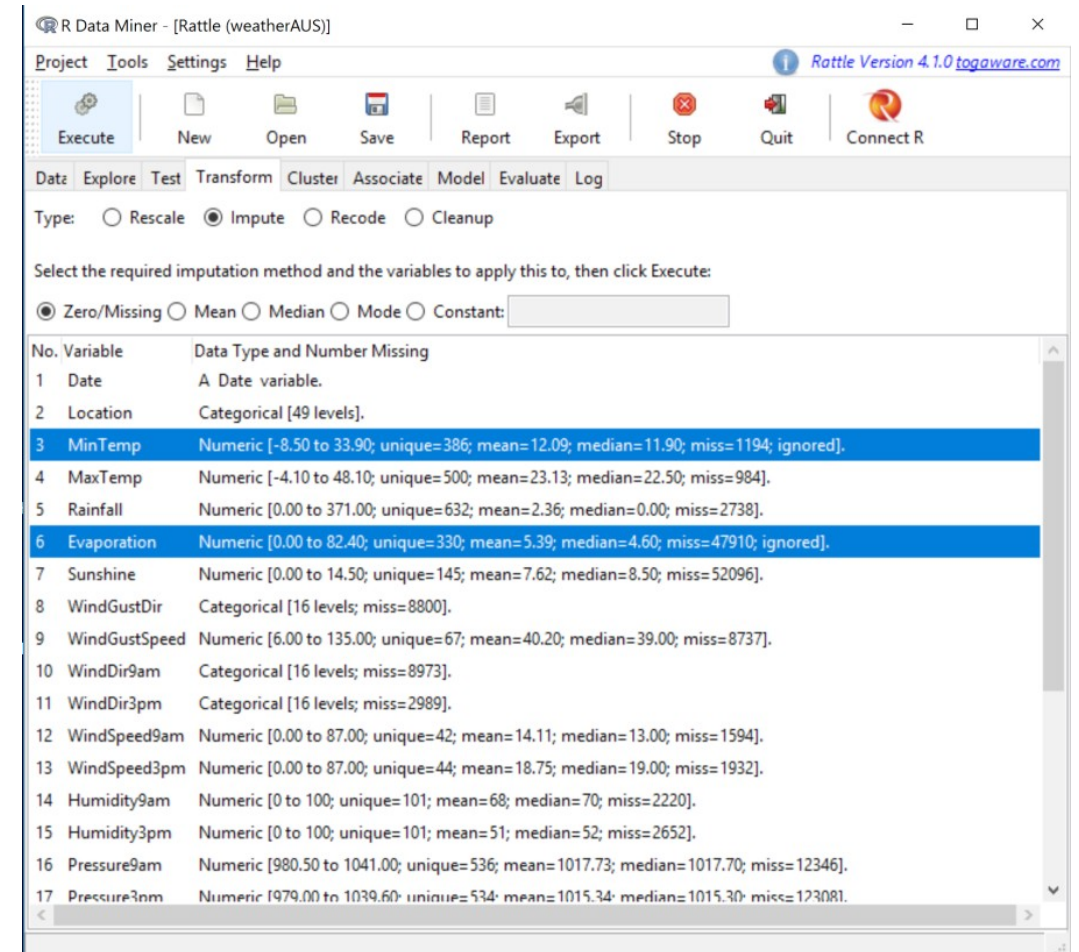 R Data Miner - [Rattle (weatherAUS)]
Project Tools Settings Help Rattle Version 4.1.0 togaware.com
Execute New Open Save Report Export Stop Quit Connect R
Data Explore Test Transform Cluster Associate Model Evaluate Log
Type: Rescale Impute Recode Cleanup
Select the required imputation method and the variables to apply this to, then click Execute:
Zero/Missing Mean Median Mode Constant:
No. Variable Data Type and Number Missing
1 Date A Date variable.
2 Location Categorical [49 levels].
3 MinTemp Numeric [-8.50 to 33.90; unique=386; mean=12.09; median=11.90; miss=1194; ignored].
4 MaxTemp Numeric [-4.10 to 48.10; unique=500; mean=23.13; median=22.50; miss=984].
5 Rainfall Numeric [0.00 to 371.00; unique=632; mean=2.36; median=0.00; miss=2738].
6 Evaporation Numeric [0.00 to 82.40; unique=330; mean=5.39; median=4.60; miss=47910; ignored].
7 Sunshine Numeric [0.00 to 14.50; unique=145; mean=7.62; median=8.50; miss=52096].
8 WindGustDir Categorical [16 levels; miss=8800].
9 WindGustSpeed Numeric [6.00 to 135.00; unique=67; mean=40.20; median=39.00; miss=8737].
10 WindDir9am Categorical [16 levels; miss=8973].
11 WindDir3pm Categorical [16 levels; miss=2989].
12 WindSpeed9am Numeric [0.00 to 87.00; unique=42; mean=14.11; median=13.00; miss=1594].
13 WindSpeed3pm Numeric [0.00 to 87.00; unique=44; mean=18.75; median=19.00; miss=1932].
14 Humidity9am Numeric [0 to 100; unique=101; mean=68; median=70; miss=2220].
15 Humidity3pm Numeric [0 to 100; unique=101; mean=51; median=52; miss=2652].
16 Pressure9am Numeric [980.50 to 1041.00; unique=536; mean=1017.73; median=1017.70; miss=12346].
17 Pressure3pm Numeric [979.00 to 1039.60; unique=534; mean=1015.34; median=1015.30; miss=12308].